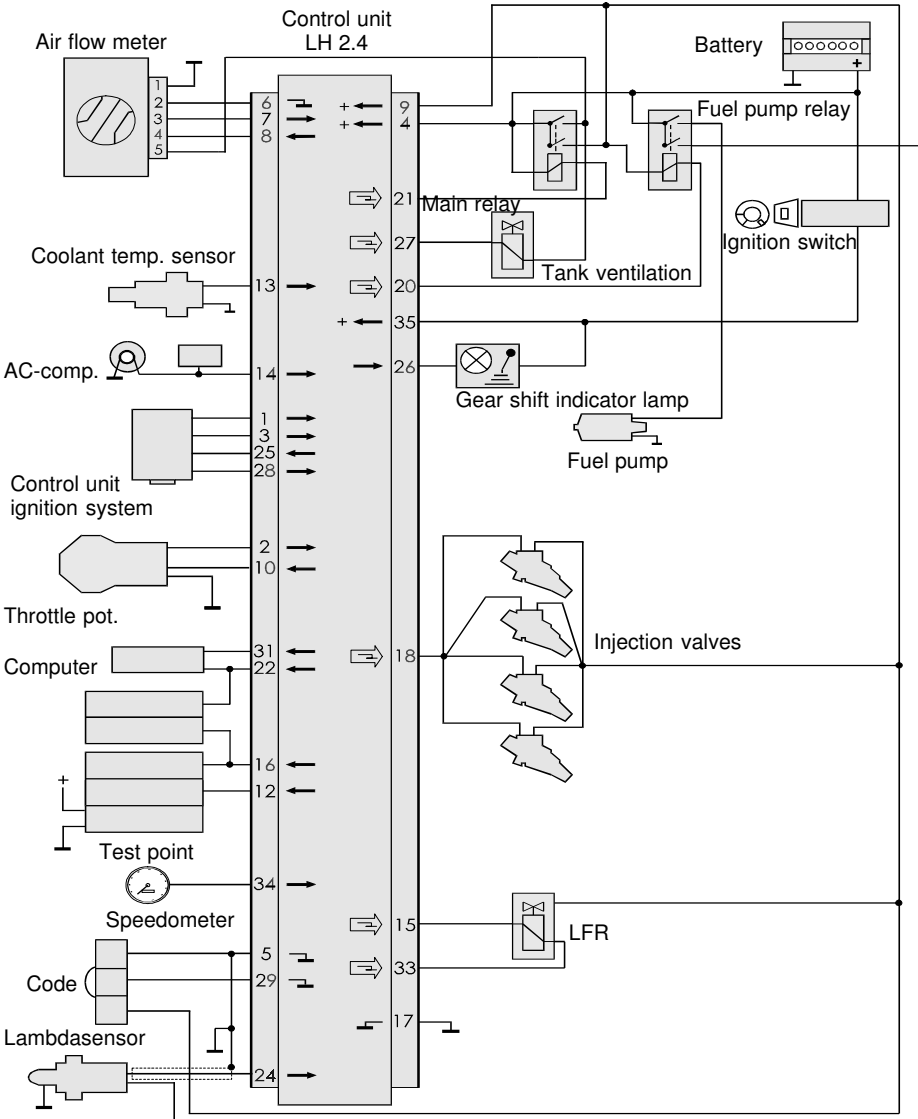 Control unit
LH 2.4
Air flow meter
Battery
+
Fuel pump relay
1
2
3
4
5
6
7
8
+
9
+
4
21
Main relay
27
Tank ventilation
Ignition switch
20
+
35
26
Gear shift indicator lamp
Fuel pump
Coolant temp. sensor
13
AC-comp.
14
1
3
25
28
Control unit
ignition system
2
10
Throttle pot.
31
Computer
22
18
Injection valves
16
12
+
Test point
34
Speedometer
15
LFR
33
5
29
Code
17
Lambdasensor
24